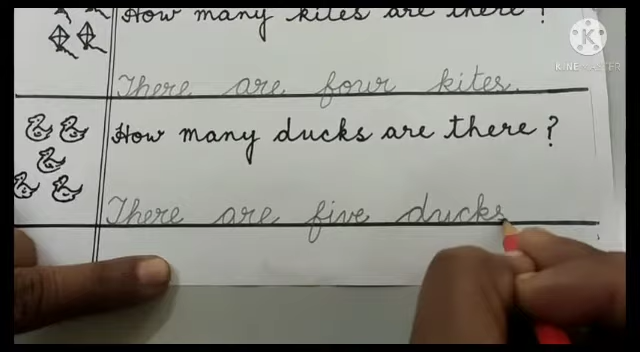 How many kites are there?
There are four kites.
How many ducks are there?
There are five ducks
K
KINEMASTER